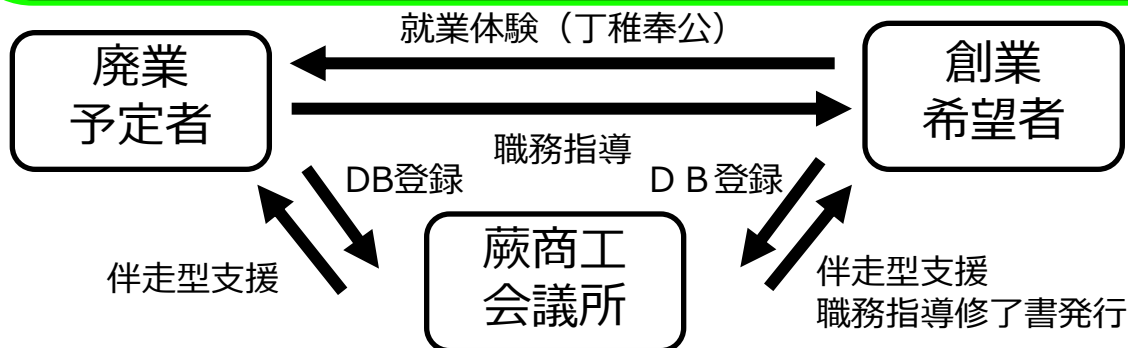 就業体験（丁稚奉公）
廃業
予定者
創業
希望者
職務指導
DB登録
ＤＢ登録
蕨商工
会議所
伴走型支援
伴走型支援
職務指導修了書発行